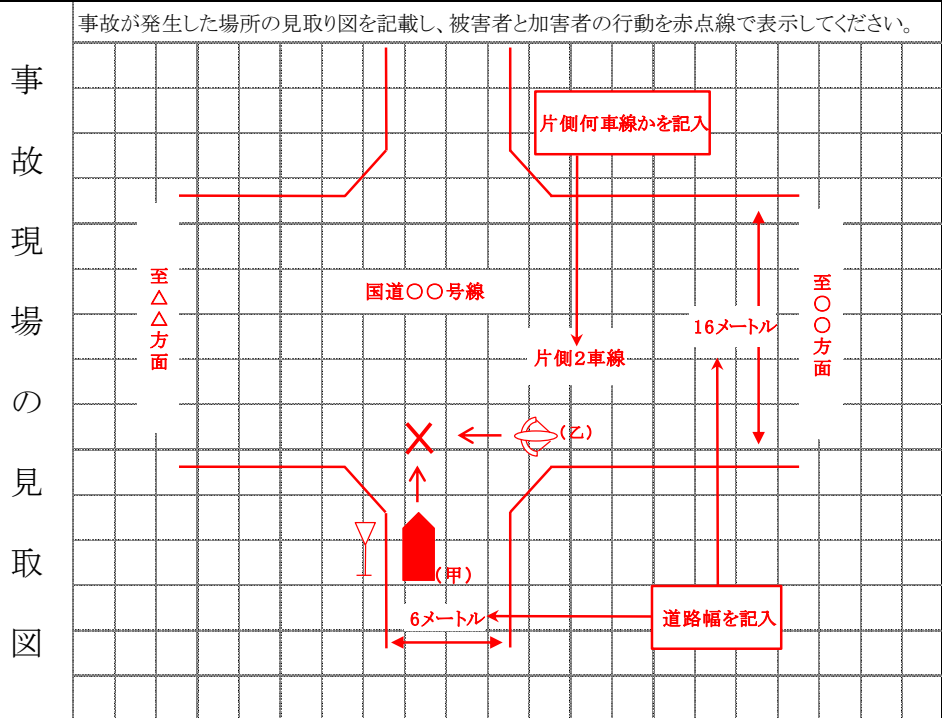 事故が発生した場所の見取り図を記載し、被害者と加害者の行動を赤点線で表示してください。
事故現場の見取図
片側何車線かを記入
至△△方面
国道〇〇号線
16メートル
至〇〇方面
片側2車線
(乙)
(甲)
6メートル
道路幅を記入